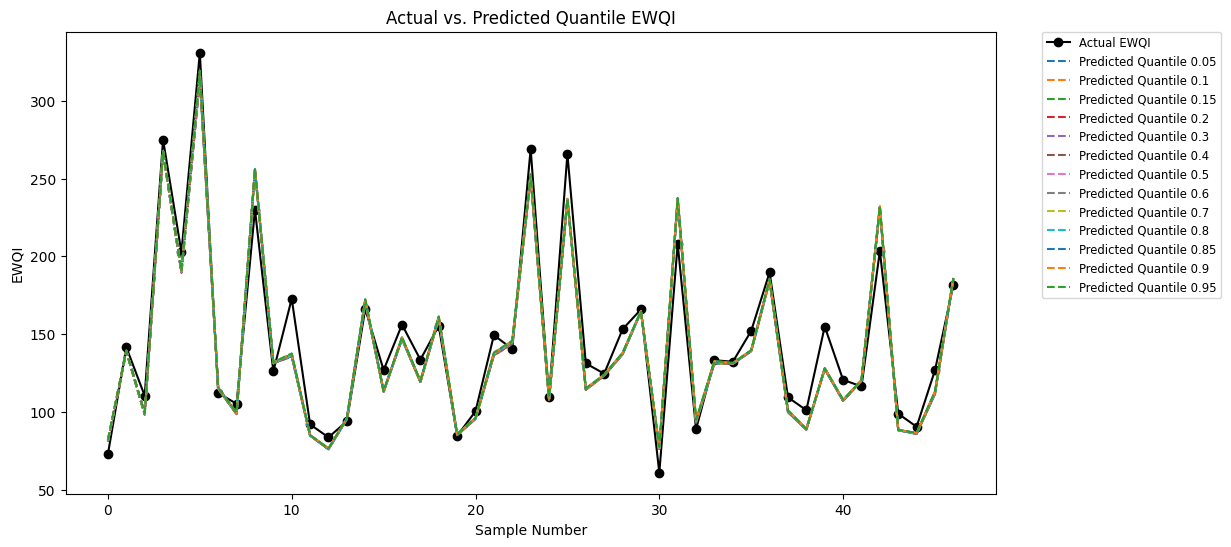 Actual vs. Predicted Quantile EWQI
Actual EWQI
Predicted Quantile 0.05
Predicted Quantile 0.1
Predicted Quantile 0.15
Predicted Quantile 0.2
Predicted Quantile 0.3
Predicted Quantile 0.4
Predicted Quantile 0.5
Predicted Quantile 0.6
Predicted Quantile 0.7
Predicted Quantile 0.8
Predicted Quantile 0.85
Predicted Quantile 0.9
Predicted Quantile 0.95
EWQI
300
250
200
150
100
50
0 10 20 30 40
Sample Number